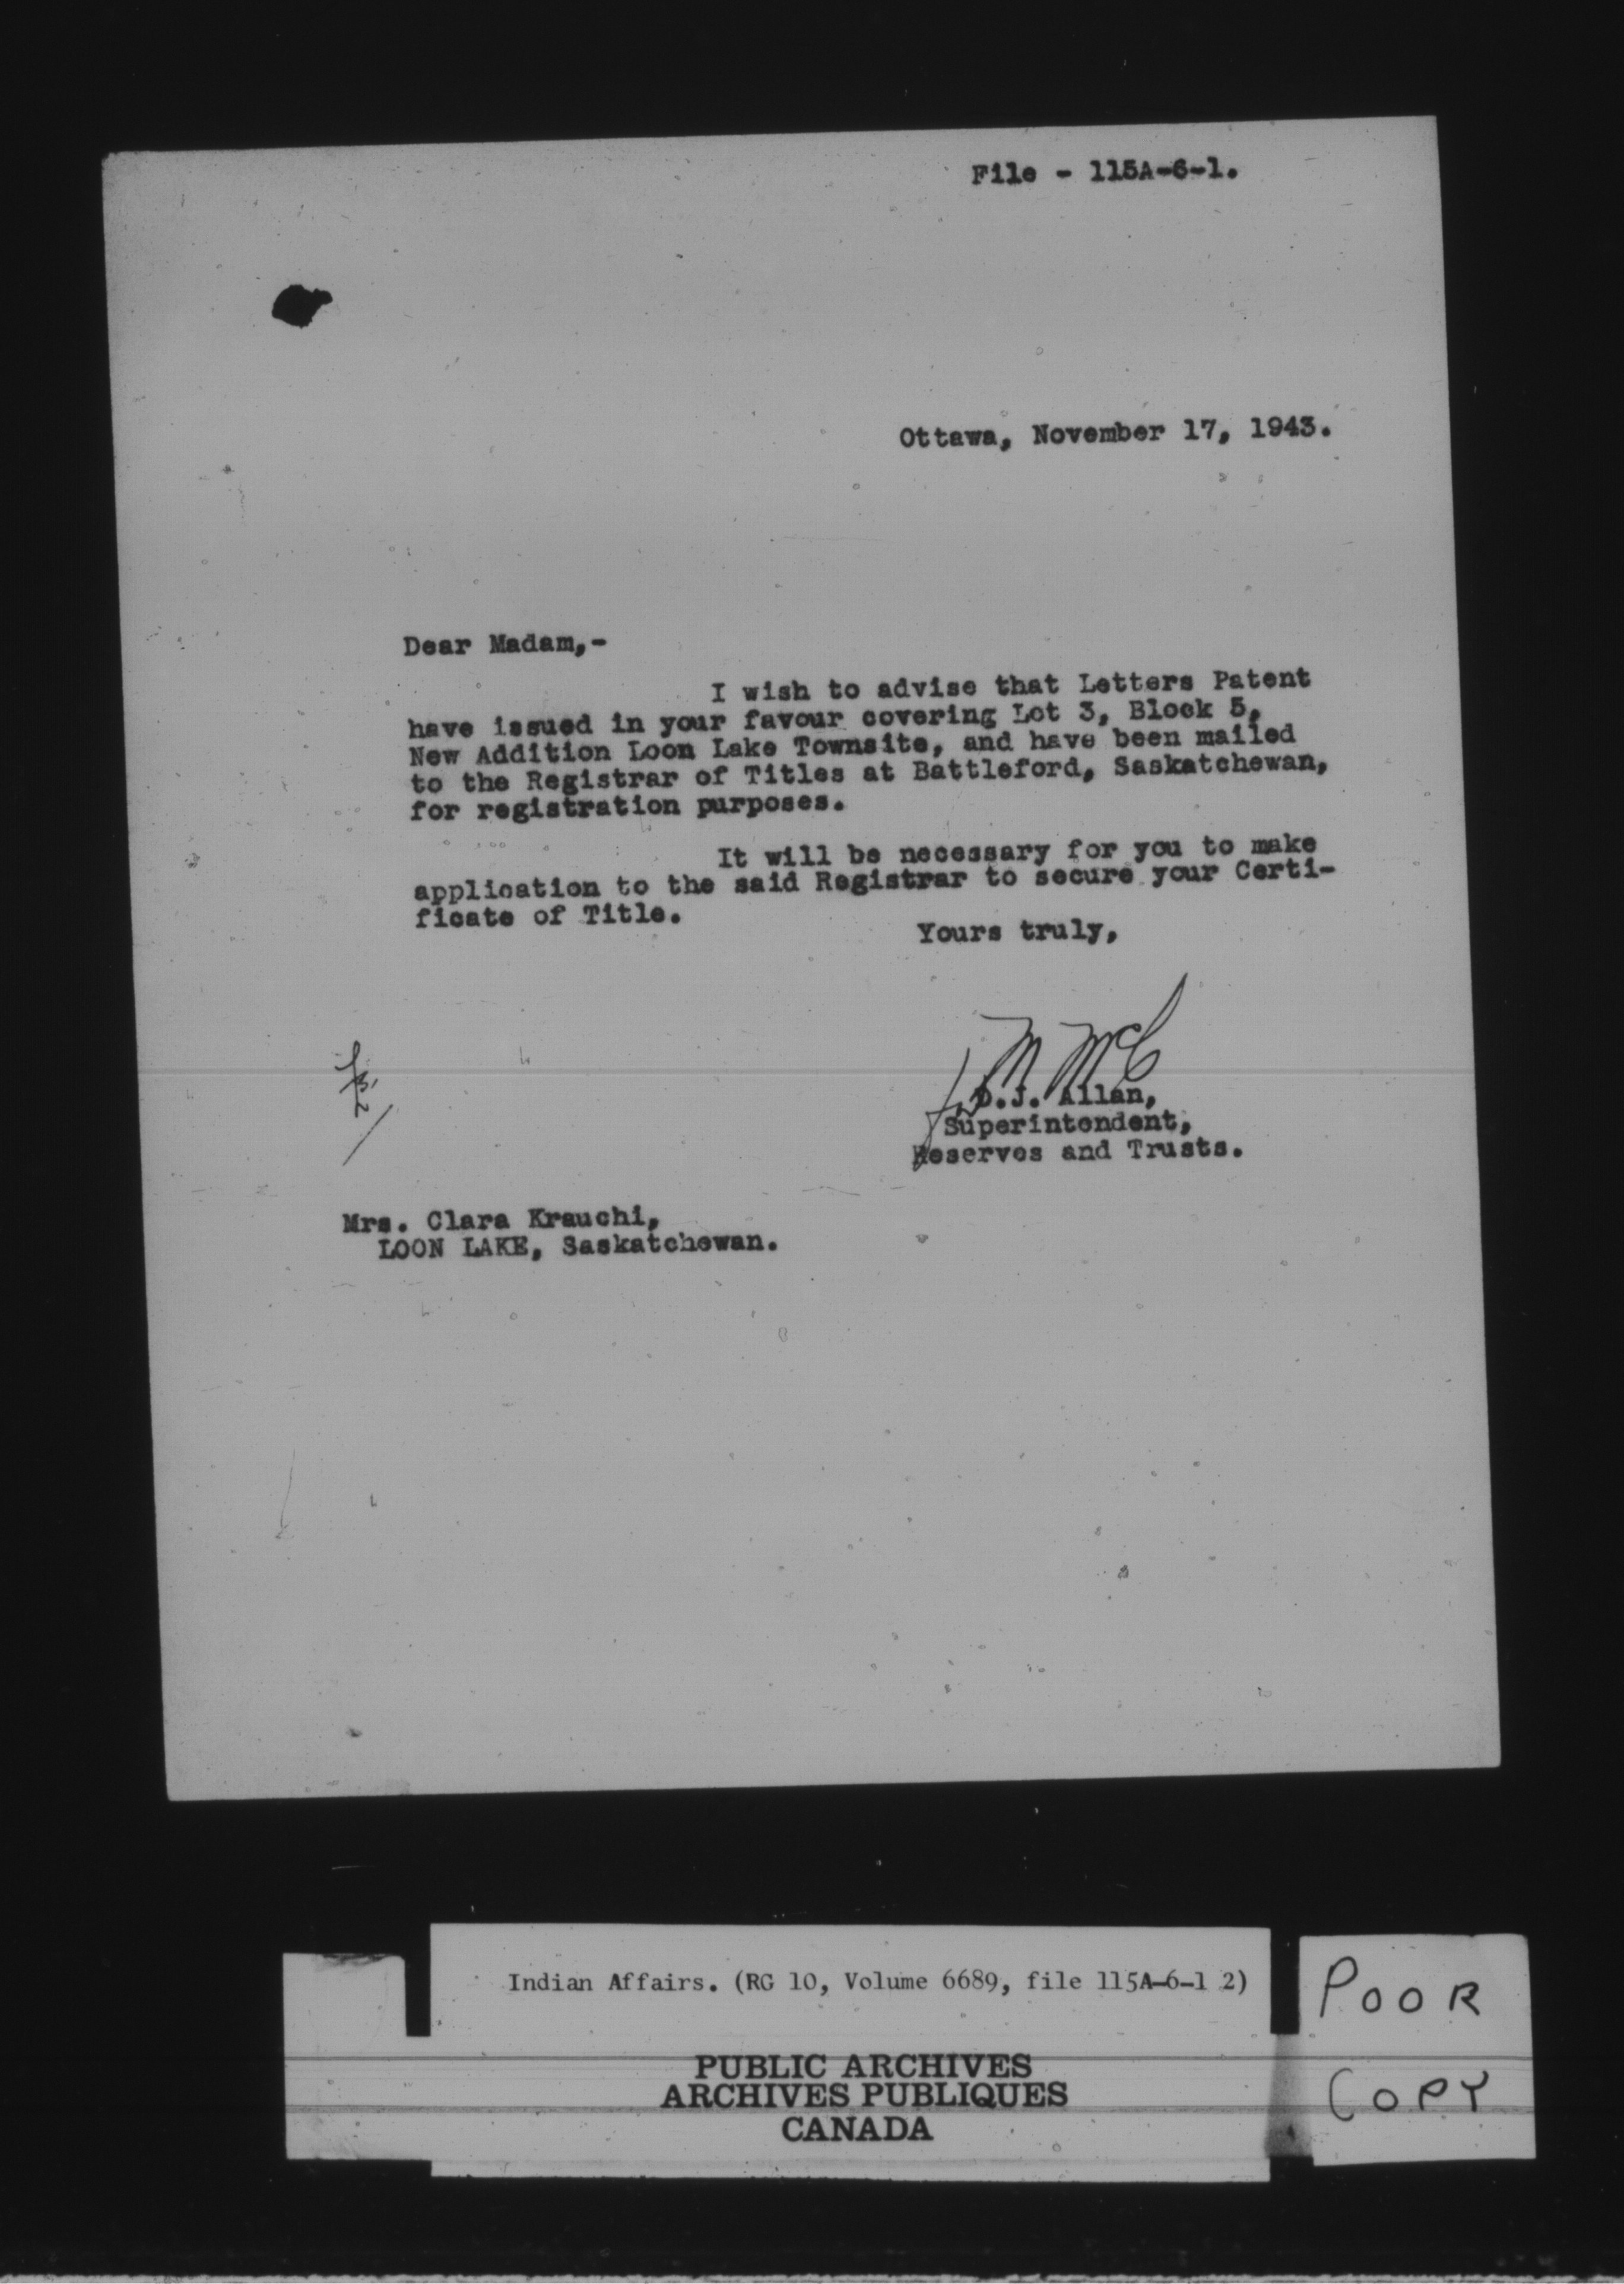 File - 115A-6-1.
Ottawa, November 17, 1943.
Dear Madam,-
I wish to advise that Letters Patent
have issued in your favour covering Lot 3, Block 5,
New Addition Loon Lake Townsite, and have been mailed
to the Registrar of Titles at Battleford, Saskatchewan,
for registration purposes.
It will be necessary for you to make
application to the said Registrar to secure your Certi-
ficate of Title.
Yours truly,
D.J. Allan,
Superintendent,
Reserves and Trusts.
Mrs. Clara Krauchi,
LOON LAKE, Saskatchewan.
Indian Affairs. (RG 10, Volume 6689, file 115A-6-1 2)
PUBLIC ARCHIVES
ARCHIVES PUBLIQUES
CANADA
POOR
COPY